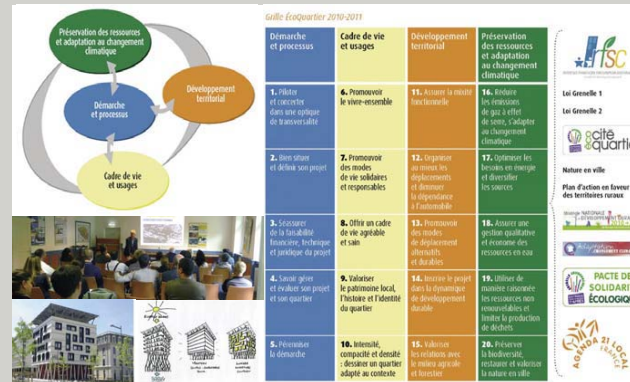 Préservation
des ressources
et adaptation
au changement
climatique
Développement
territorial
Démarche
et processus
Cadre de vie
et usages
Grille ÉcoQuartier 2010-2011
Démarche
et processus
Cadre de vie
et usages
Développement
territorial
Préservation
des ressources
et adaptation
au changement
climatique
1. Piloter
et concerter
dans une optique
de transversalité
6. Promouvoir
le vivre-ensemble
11. Assurer la mixité
fonctionnelle
16. Rédure
les émissions
de gaz à effet
de serre, s'adapter
au changement
climatique
2. Bien situer
et définir son projet
7. Promouvoir
des modes
de vie solidaires
et responsables
12. Organiser
au mieux les
déplacements
et diminuer
la dépendance
à l'automobile
17. Optimiser les
besoins en énergie
et diversifier
les sources
3. S'assurer
de la faisabilité
financière, technique
et juridique du projet
8. Offrir un cadre
de vie agréable
et sain
13. Promouvoir
des modes
de déplacement
alternatifs
et durables
18. Assurer une
gestion qualitative
et économe des
ressources en eau
4. Savoir gérer
et évaluer son projet
et son quartier
9. Valoriser
le patrimoine local,
l'histoire et l'identité
du quartier
14. Inscrire le projet
dans la dynamique
de développement
durable
19. Utiliser de
manière raisonnée
les ressources non
renouvelables et
limiter la production
de déchets
5. Pérenniser
la démarche
10. Intensité,
compacité et densité
: dessiner un quartier
adapté au contexte
15. Valoriser
les relations avec
le milieu agricole
et forestier
20. Préserver
la biodiversité,
restaurer et valoriser
la nature en ville
Loi Grenelle 1
Loi Grenelle 2
cité
quartie
Nature en ville
Plan d'action en faveur
des territoires ruraux
PACTE DE
SOLIDARI
ÉCOLOGIQU
AGENDA 21 LOCAL
FRANCE